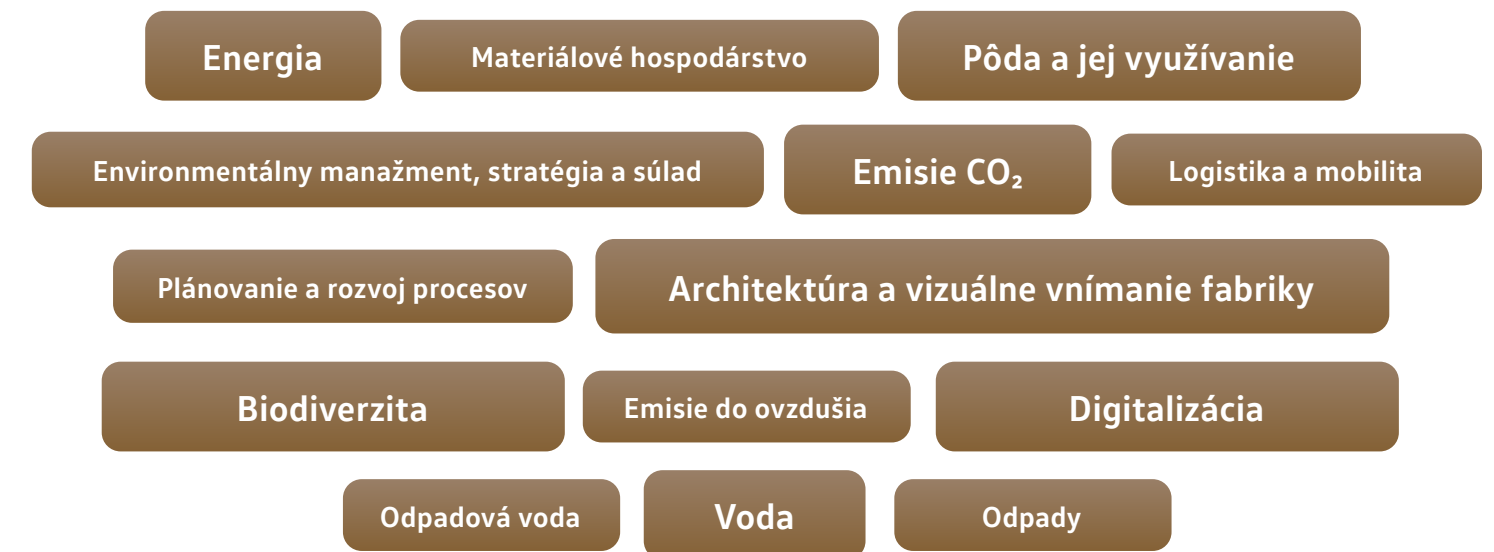 Energia
Materiálové hospodárstvo
Pôda a jej využívanie
Environmentálny manažment, stratégia a súlad
Emisie CO₂
Logistika a mobilita
Plánovanie a rozvoj procesov
Architektúra a vizuálne vnímanie fabriky
Biodiverzita
Emisie do ovzdušia
Digitalizácia
Odpadová voda
Voda
Odpady